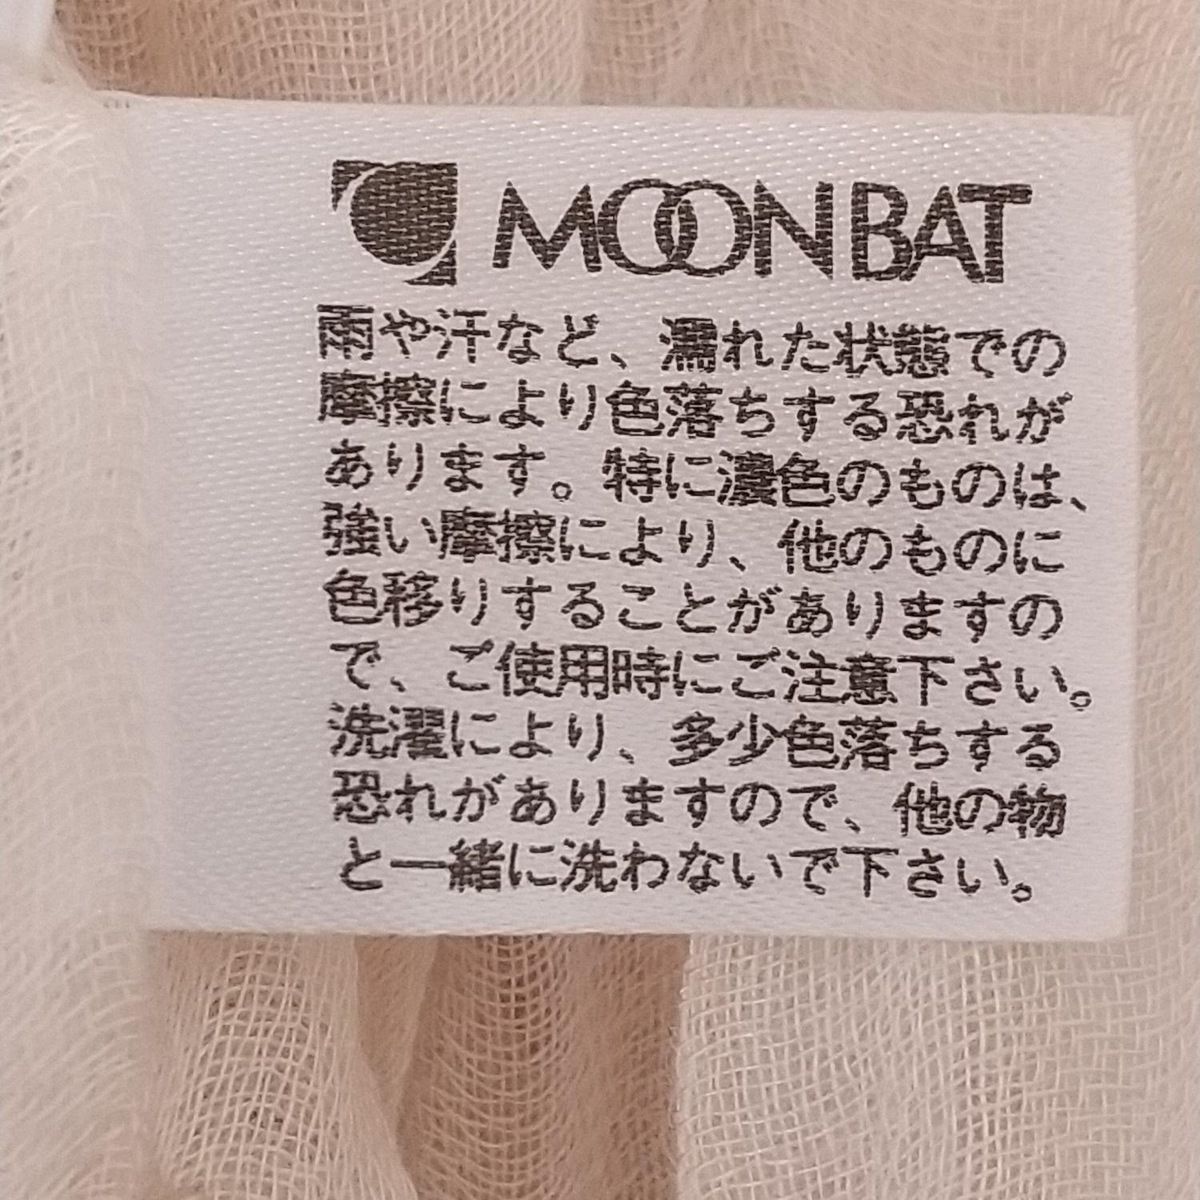 MOONBAT
雨や汗など、濡れた状態での
摩擦により色落ちする恐れが
あります。特に濃色のものは、
強い摩擦により、他のものに
色移りすることがありますの
で、ご使用時にご注意下さい。
洗濯により、多少色落ちする
恐れがありますので、他の物
と一緒に洗わないで下さい。